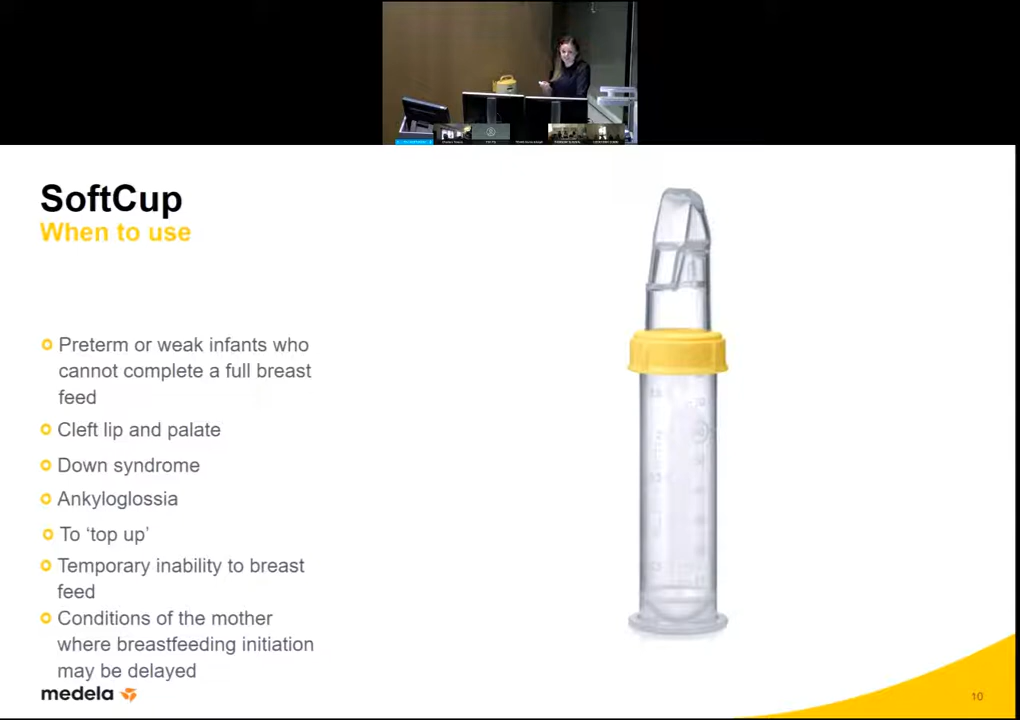 SoftCup
When to use
Preterm or weak infants who
cannot complete a full breast
feed
Cleft lip and palate
Down syndrome
Ankyloglossia
To ‘top up’
Temporary inability to breast
feed
Conditions of the mother
where breastfeeding initiation
may be delayed
medela
10